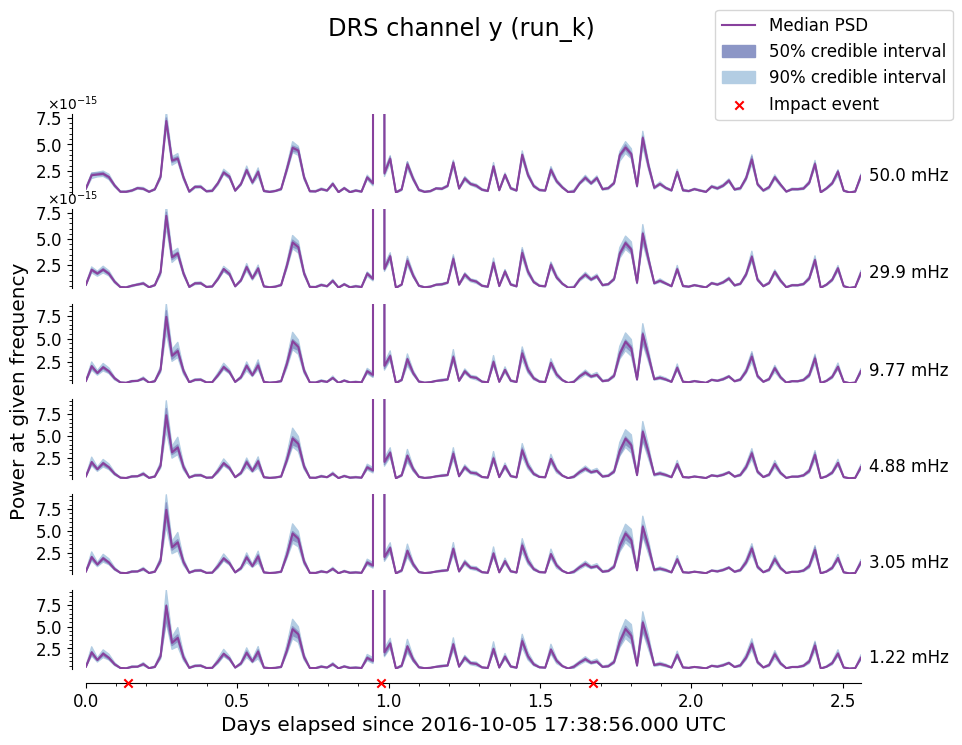 DRS channel y (run_k)
Median PSD
50% credible interval
90% credible interval
Impact event
×10⁻¹⁵
7.5
5.0
2.5
50.0 mHz
×10⁻¹⁵
7.5
5.0
2.5
29.9 mHz
7.5
5.0
2.5
9.77 mHz
7.5
5.0
2.5
4.88 mHz
7.5
5.0
2.5
3.05 mHz
7.5
5.0
2.5
1.22 mHz
Power at given frequency
0.0 0.5 1.0 1.5 2.0 2.5
Days elapsed since 2016-10-05 17:38:56.000 UTC